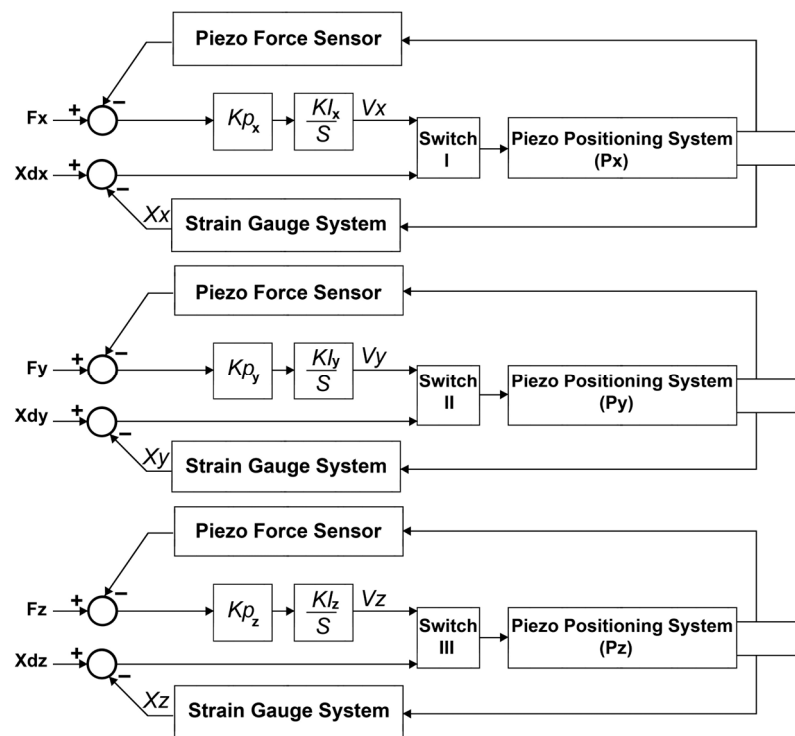 Piezo Force Sensor
Fx + − Kpx KIx/S Vx
Switch I
Piezo Positioning System (Px)
Xdx + −
Xx Strain Gauge System
Piezo Force Sensor
Fy + − Kpy KIy/S Vy
Switch II
Piezo Positioning System (Py)
Xdy + −
Xy Strain Gauge System
Piezo Force Sensor
Fz + − Kpz KIz/S Vz
Switch III
Piezo Positioning System (Pz)
Xdz + −
Xz Strain Gauge System